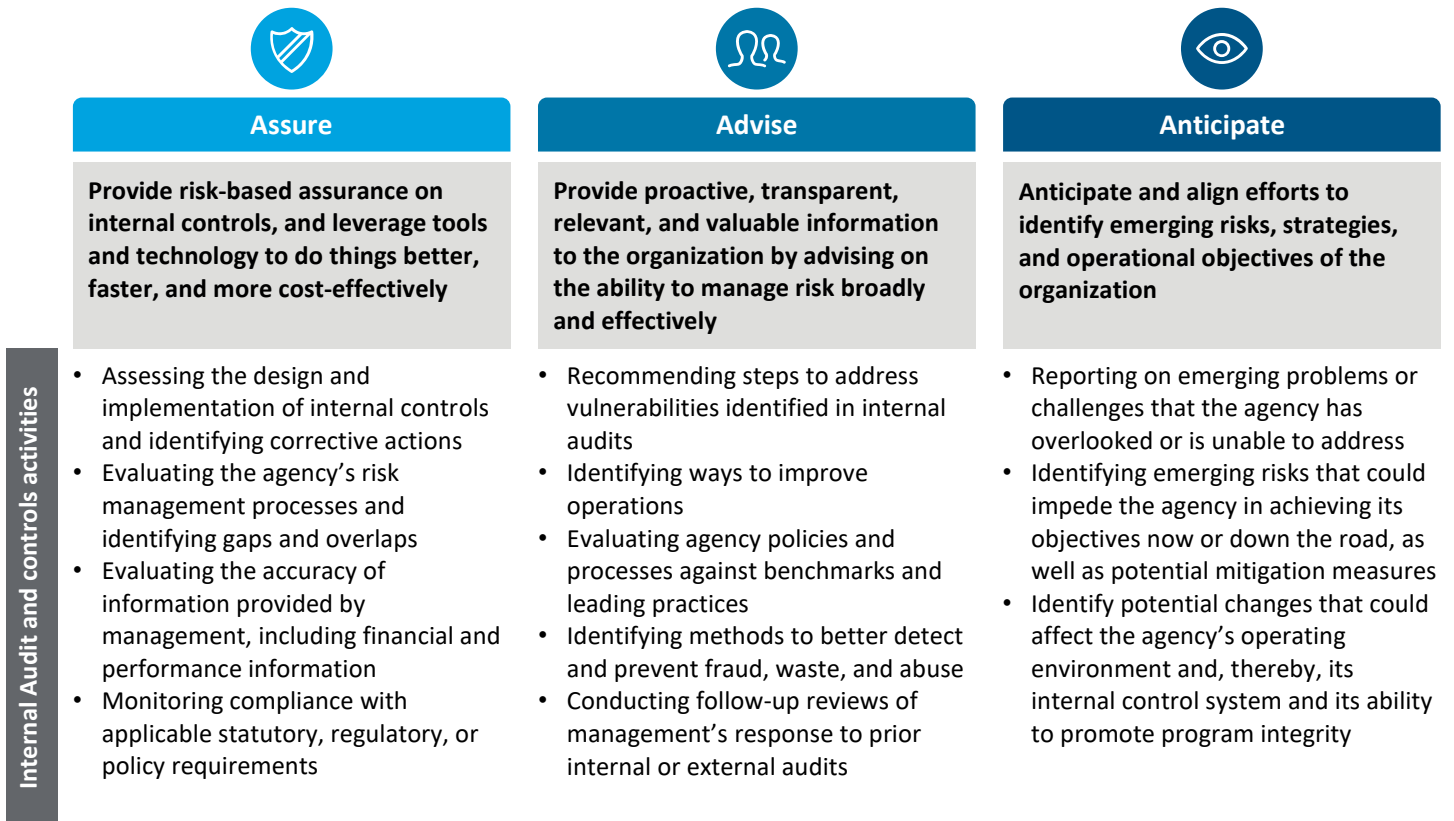 Assure
Provide risk-based assurance on
internal controls, and leverage tools
and technology to do things better,
faster, and more cost-effectively
• Assessing the design and
implementation of internal controls
and identifying corrective actions
• Evaluating the agency’s risk
management processes and
identifying gaps and overlaps
• Evaluating the accuracy of
information provided by
management, including financial and
performance information
• Monitoring compliance with
applicable statutory, regulatory, or
policy requirements
Advise
Provide proactive, transparent,
relevant, and valuable information
to the organization by advising on
the ability to manage risk broadly
and effectively
• Recommending steps to address
vulnerabilities identified in internal
audits
• Identifying ways to improve
operations
• Evaluating agency policies and
processes against benchmarks and
leading practices
• Identifying methods to better detect
and prevent fraud, waste, and abuse
• Conducting follow-up reviews of
management’s response to prior
internal or external audits
Anticipate
Anticipate and align efforts to
identify emerging risks, strategies,
and operational objectives of the
organization
• Reporting on emerging problems or
challenges that the agency has
overlooked or is unable to address
• Identifying emerging risks that could
impede the agency in achieving its
objectives now or down the road, as
well as potential mitigation measures
• Identify potential changes that could
affect the agency’s operating
environment and, thereby, its
internal control system and its ability
to promote program integrity
Internal Audit and controls activities